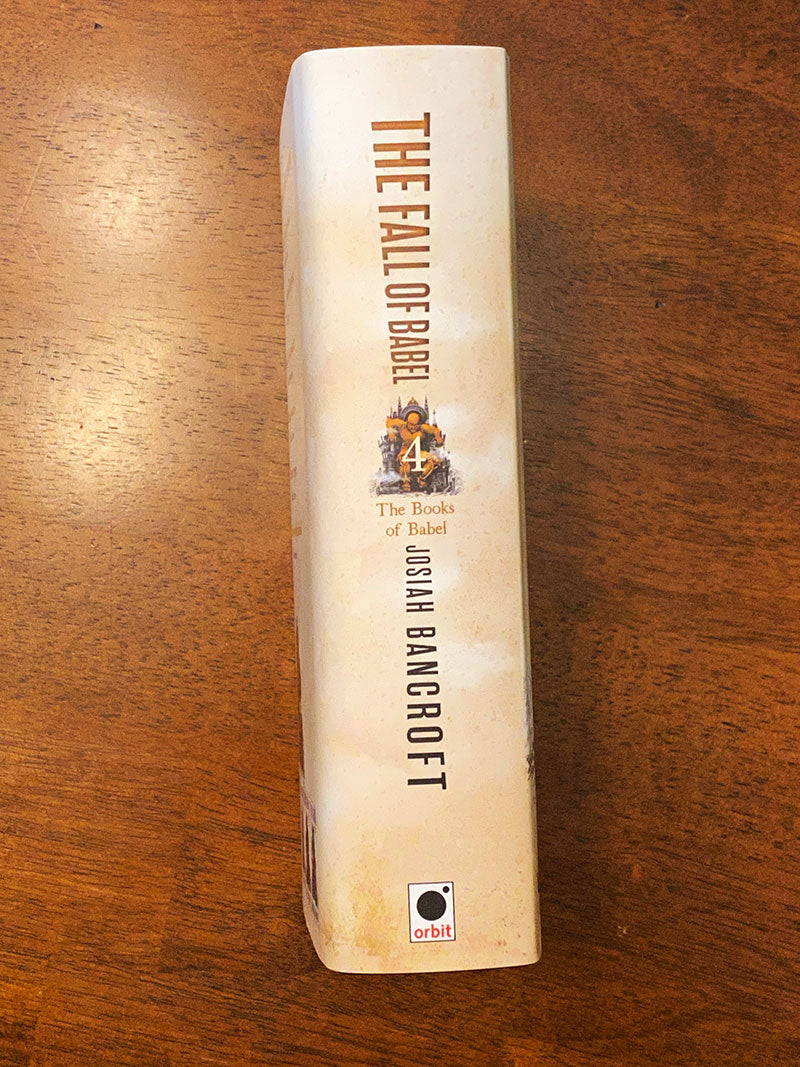 THE FALL OF BABEL
4
The Books
of Babel
JOSIAH BANCROFT
orbit